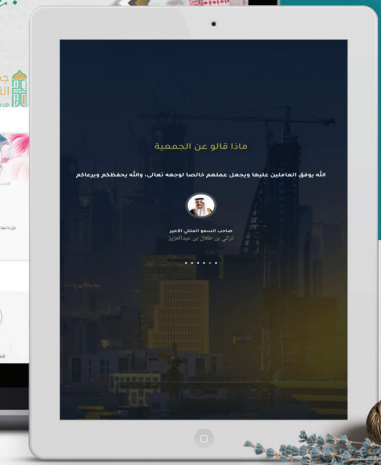 ماذا قالو عن الجمعية
الله يوفق العاملين عليها ويجعل عملهم خالصا لوجهه تعالى، والله يحفظكم ويرعاكم
صاحب السمو الملكي الأمير
تركي بن طلال بن عبدالعزيز